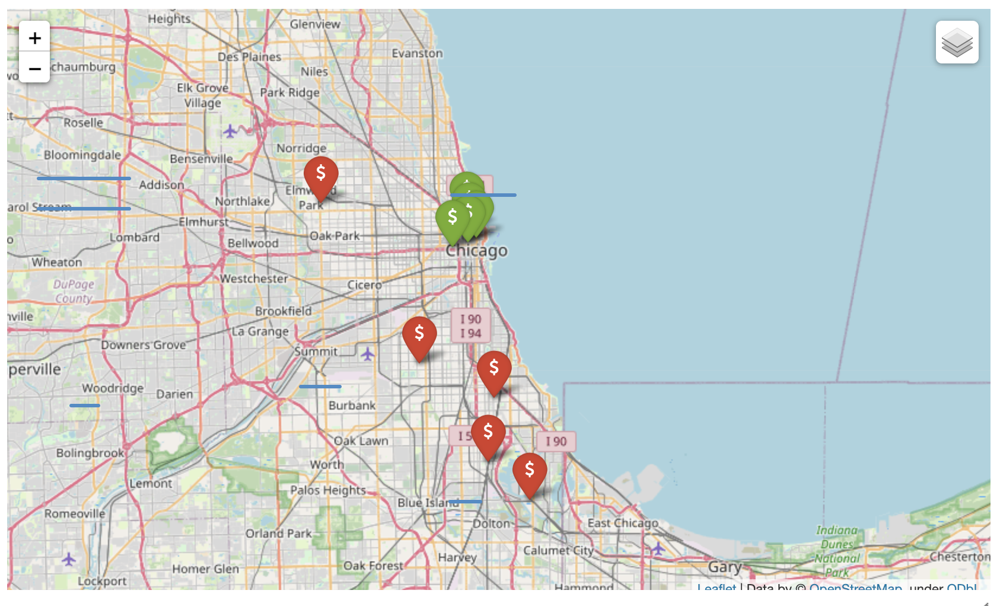 Heights
Glenview
+
−
Schaumburg
Des Plaines
Evanston
Niles
Elk Grove
Village
Park Ridge
Roselle
Norridge
Bloomingdale
Bensenville
$
$
Addison
Elmwood
Park
Northlake
arol Stream
$
$
Elmhurst
Lombard
Oak Park
Bellwood
Chicago
Wheaton
Westchester
DuPage
County
Cicero
Brookfield
nville
I 90
I 94
La Grange
$
Downers Grove
Summit
perville
$
Woodridge
Darien
Burbank
Oak Lawn
I 5
$
I 90
Bolingbrook
Worth
$
Lemont
Palos Heights
Blue Island
Romeoville
Dolton
East Chicago
Orland Park
Indiana
Dunes
National
Park
Calumet City
Harvey
Chesterton
Oak Forest
Homer Glen
Gary
Lockport
Hammond
Leaflet | Data by © OpenStreetMap, under ODbL